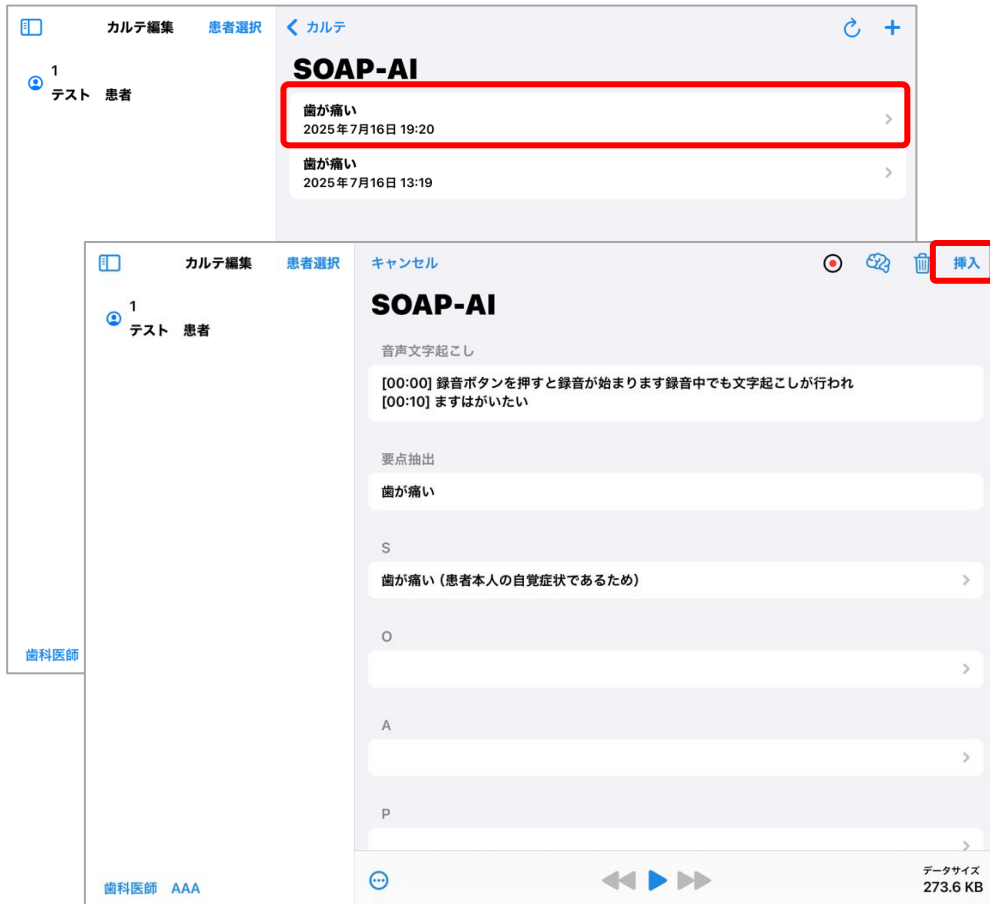 カルテ編集 患者選択 カルテ
SOAP-AI
1
テスト 患者
歯が痛い
2025年7月16日 19:20
歯が痛い
2025年7月16日 13:19
歯科医師
カルテ編集 患者選択 キャンセル 挿入
1
テスト 患者
SOAP-AI
音声文字起こし
[00:00] 録音ボタンを押すと録音が始まります録音中でも文字起こしが行われ
[00:10] ますはがいたい
要点抽出
歯が痛い
S
歯が痛い（患者本人の自覚症状であるため）
O
A
P
歯科医師 AAA
データサイズ
273.6 KB